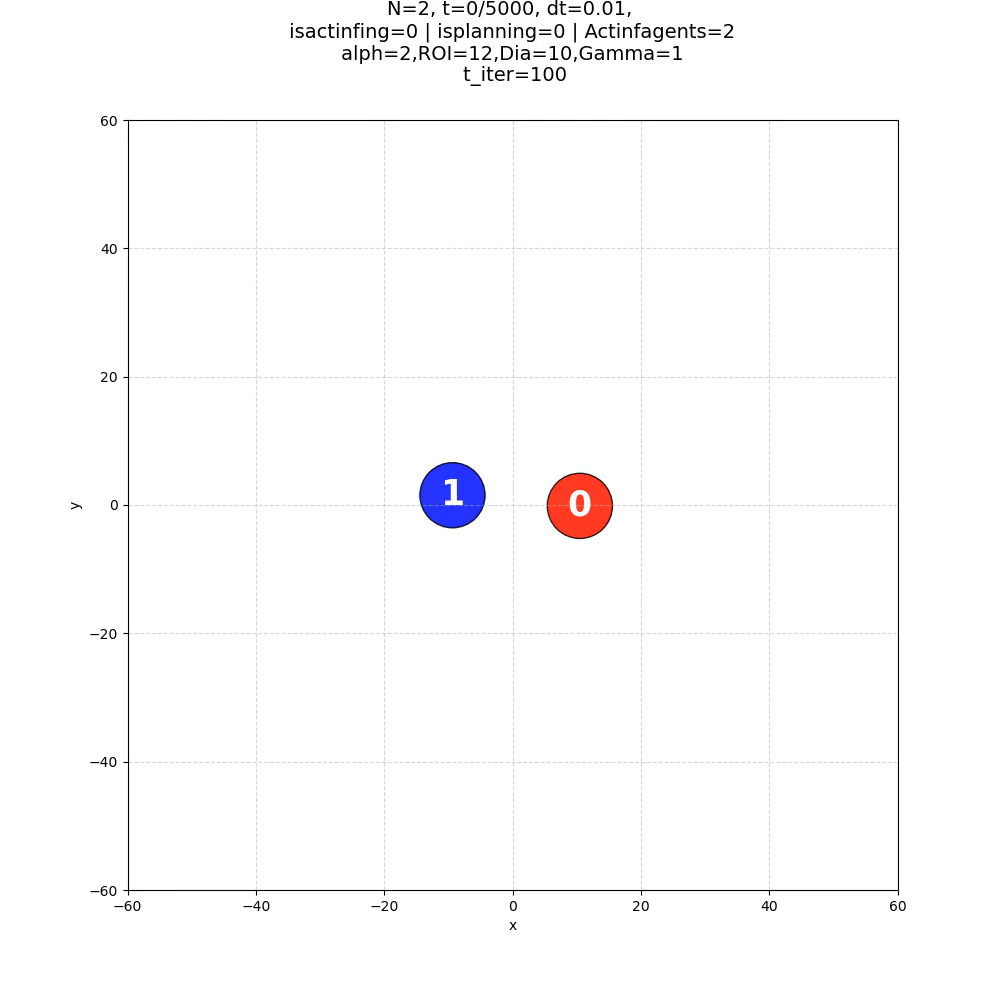 N=2, t=0/5000, dt=0.01,
isactinfing=0 | isplanning=0 | Actinfagents=2
alph=2,ROI=12,Dia=10,Gamma=1
t_iter=100
60
40
20
0
−20
−40
−60
y
1
0
−60 −40 −20 0 20 40 60
x